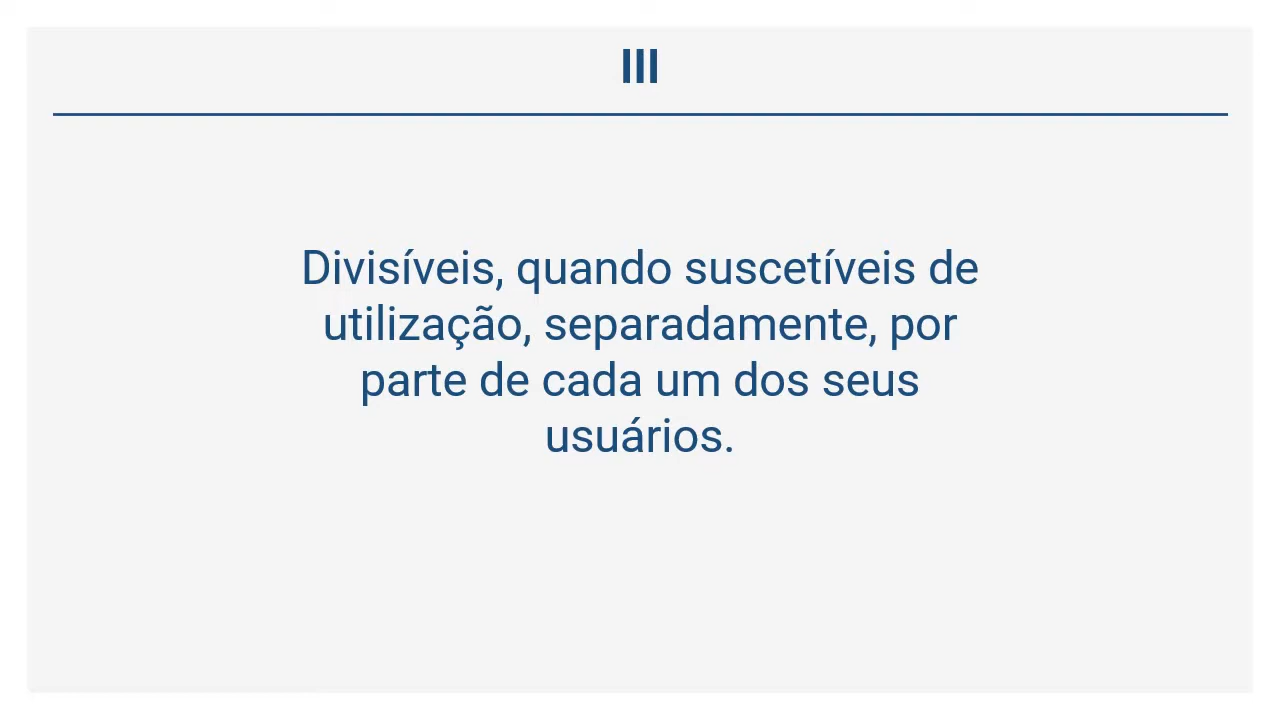 III
Divisíveis, quando suscetíveis de
utilização, separadamente, por
parte de cada um dos seus
usuários.